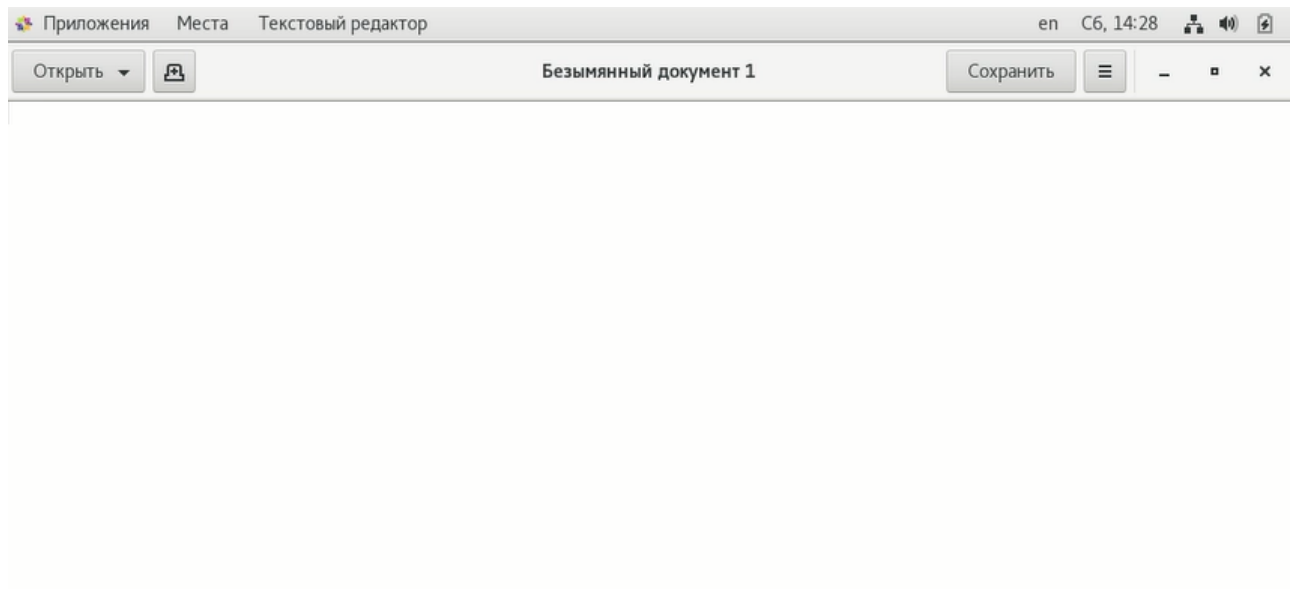 Приложения Места Текстовый редактор en Сб, 14:28
Открыть Безымянный документ 1 Сохранить